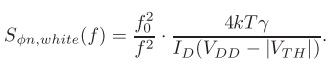 $S_{\phi n,white}(f) = \frac{f_0^2}{f^2} \cdot \frac{4kT\gamma}{I_D(V_{DD} - |V_{TH}|)}.$